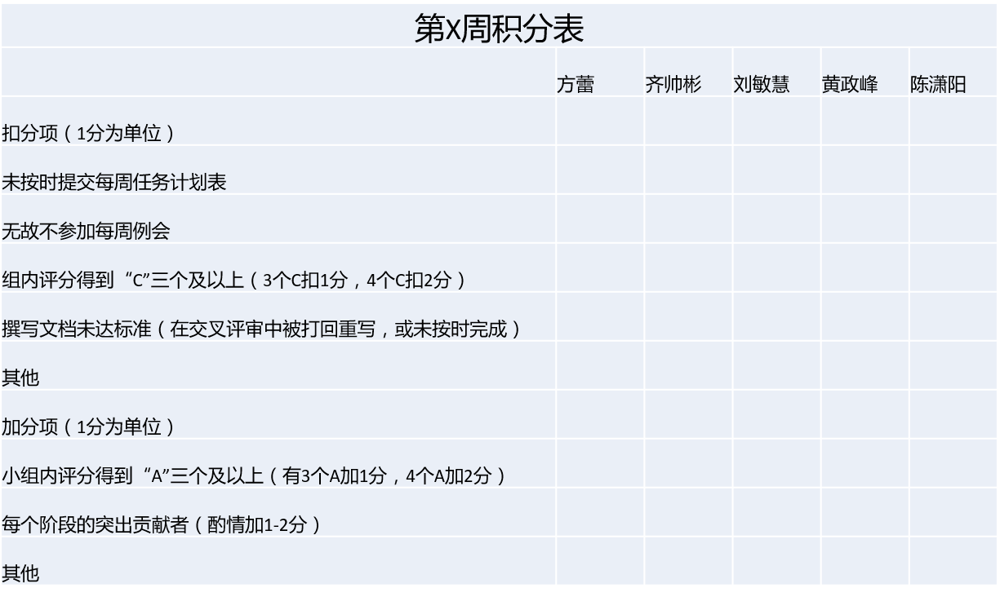 第X周积分表
方蕾 齐帅彬 刘敏慧 黄政峰 陈潇阳
扣分项（1分为单位）
未按时提交每周任务计划表
无故不参加每周例会
组内评分得到“C”三个及以上（3个C扣1分，4个C扣2分）
撰写文档未达标准（在交叉评审中被打回重写，或未按时完成）
其他
加分项（1分为单位）
小组内评分得到“A”三个及以上（有3个A加1分，4个A加2分）
每个阶段的突出贡献者（酌情加1-2分）
其他